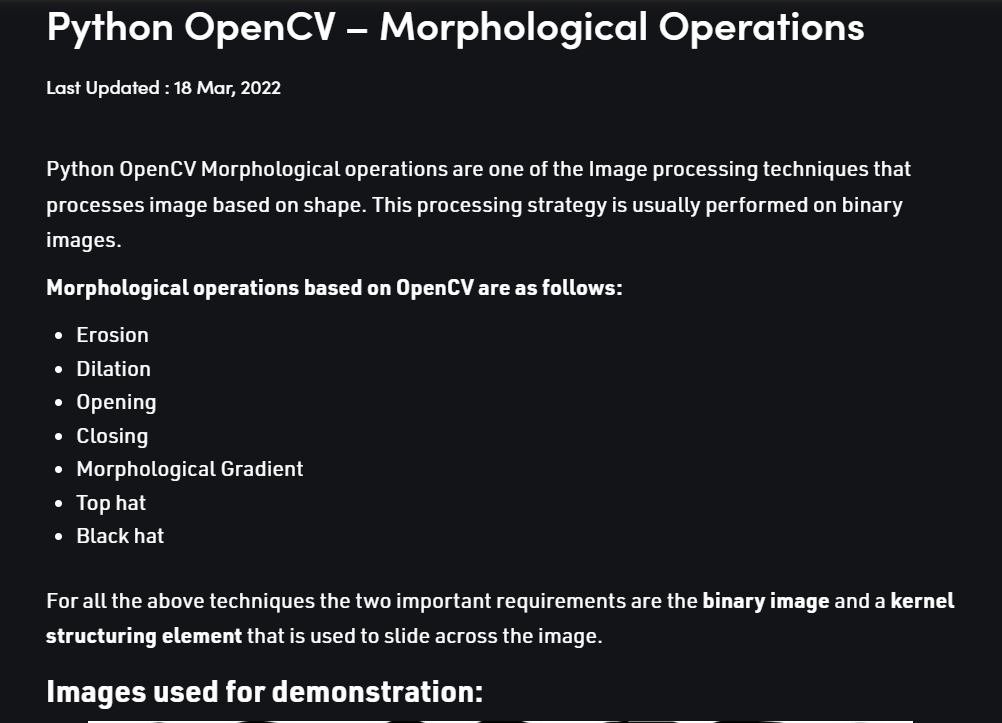 Python OpenCV – Morphological Operations
Last Updated : 18 Mar, 2022
Python OpenCV Morphological operations are one of the Image processing techniques that
processes image based on shape. This processing strategy is usually performed on binary
images.
Morphological operations based on OpenCV are as follows:
• Erosion
• Dilation
• Opening
• Closing
• Morphological Gradient
• Top hat
• Black hat
For all the above techniques the two important requirements are the binary image and a kernel
structuring element that is used to slide across the image.
Images used for demonstration: